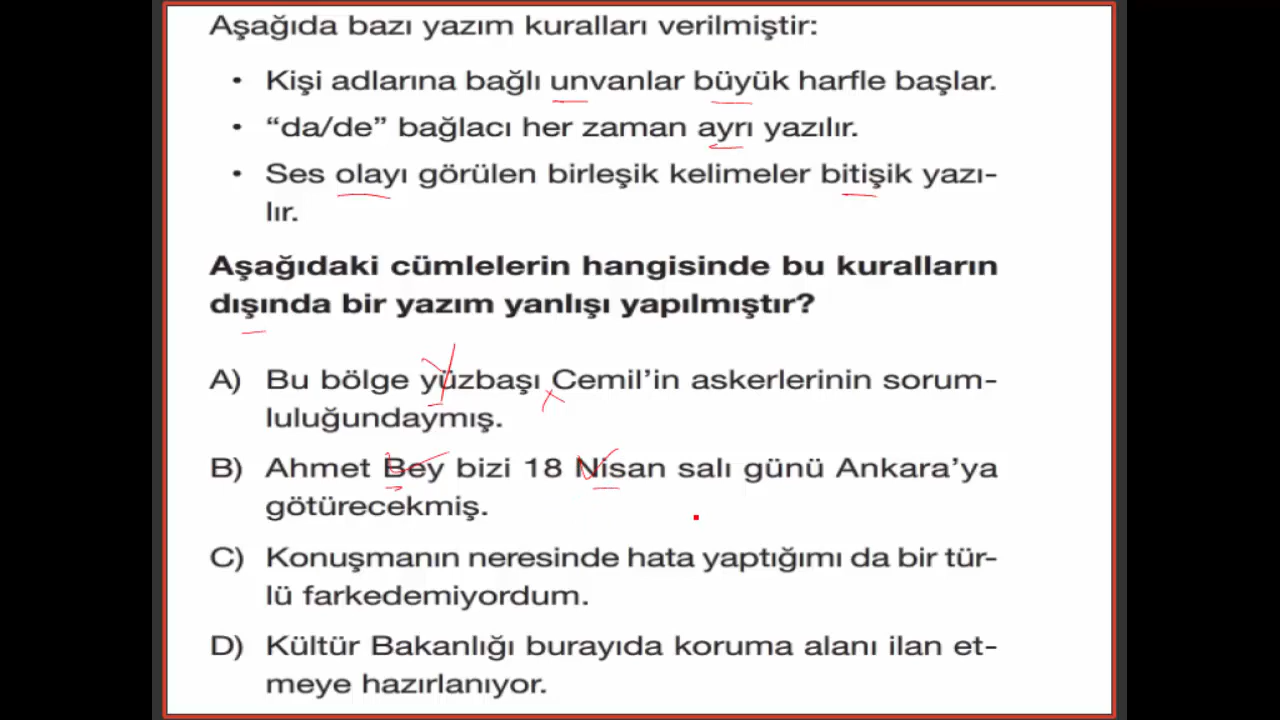 Aşağıda bazı yazım kuralları verilmiştir:
• Kişi adlarına bağlı unvanlar büyük harfle başlar.
• “da/de” bağlacı her zaman ayrı yazılır.
• Ses olayı görülen birleşik kelimeler bitişik yazı-
lır.
Aşağıdaki cümlelerin hangisinde bu kuralların
dışında bir yazım yanlışı yapılmıştır?
A) Bu bölge yüzbaşı Cemil’in askerlerinin sorum-
luluğundaymış.
B) Ahmet Bey bizi 18 Nisan salı günü Ankara’ya
götürecekmiş.
C) Konuşmanın neresinde hata yaptığımı da bir tür-
lü farkedemiyordum.
D) Kültür Bakanlığı burayıda koruma alanı ilan et-
meye hazırlanıyor.